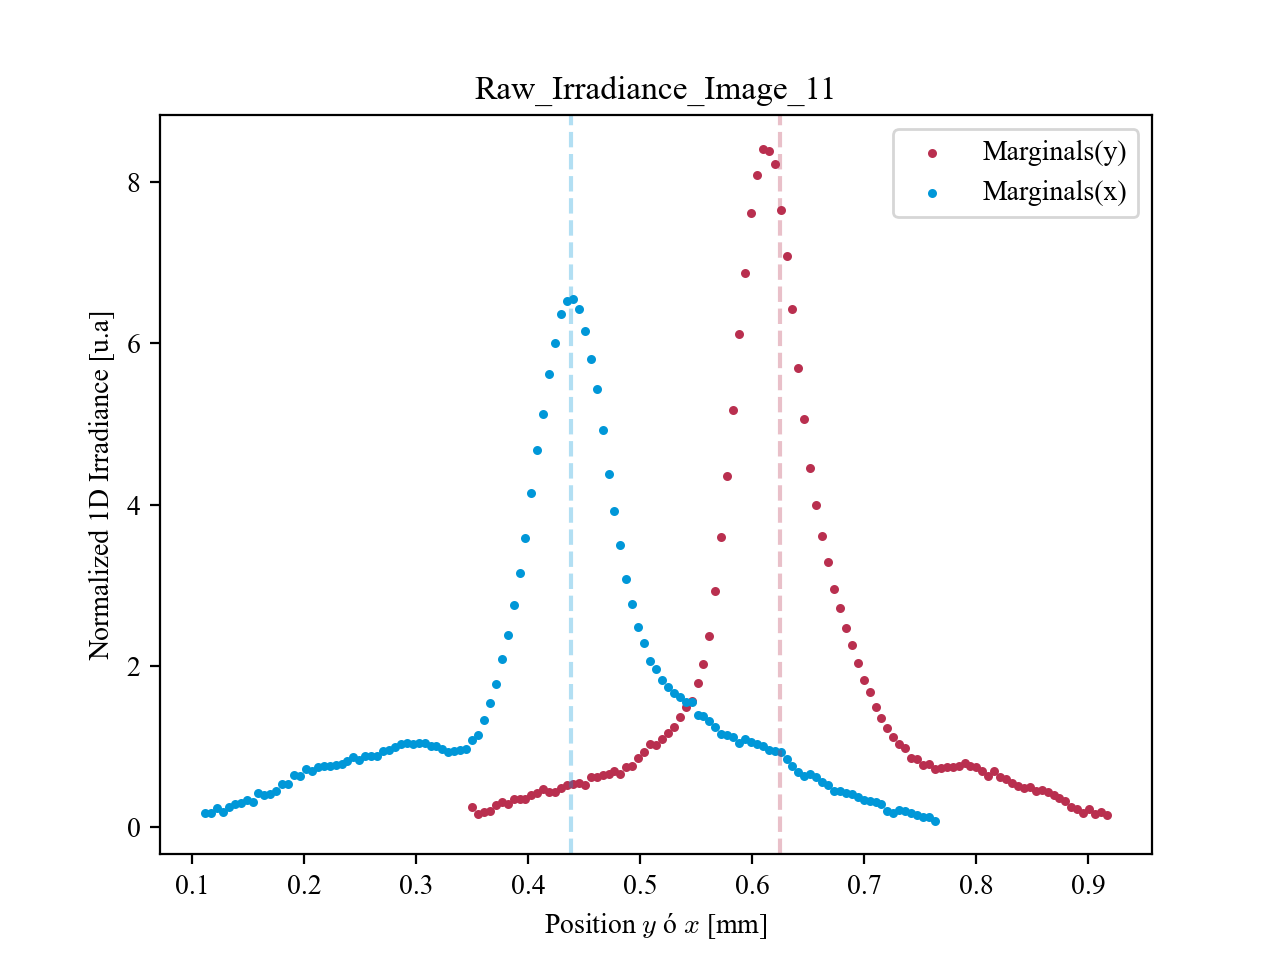 Raw_Irradiance_Image_11
Marginals(y)
Marginals(x)
Normalized 1D Irradiance [u.a]
8
6
4
2
0
0.1 0.2 0.3 0.4 0.5 0.6 0.7 0.8 0.9
Position y ó x [mm]